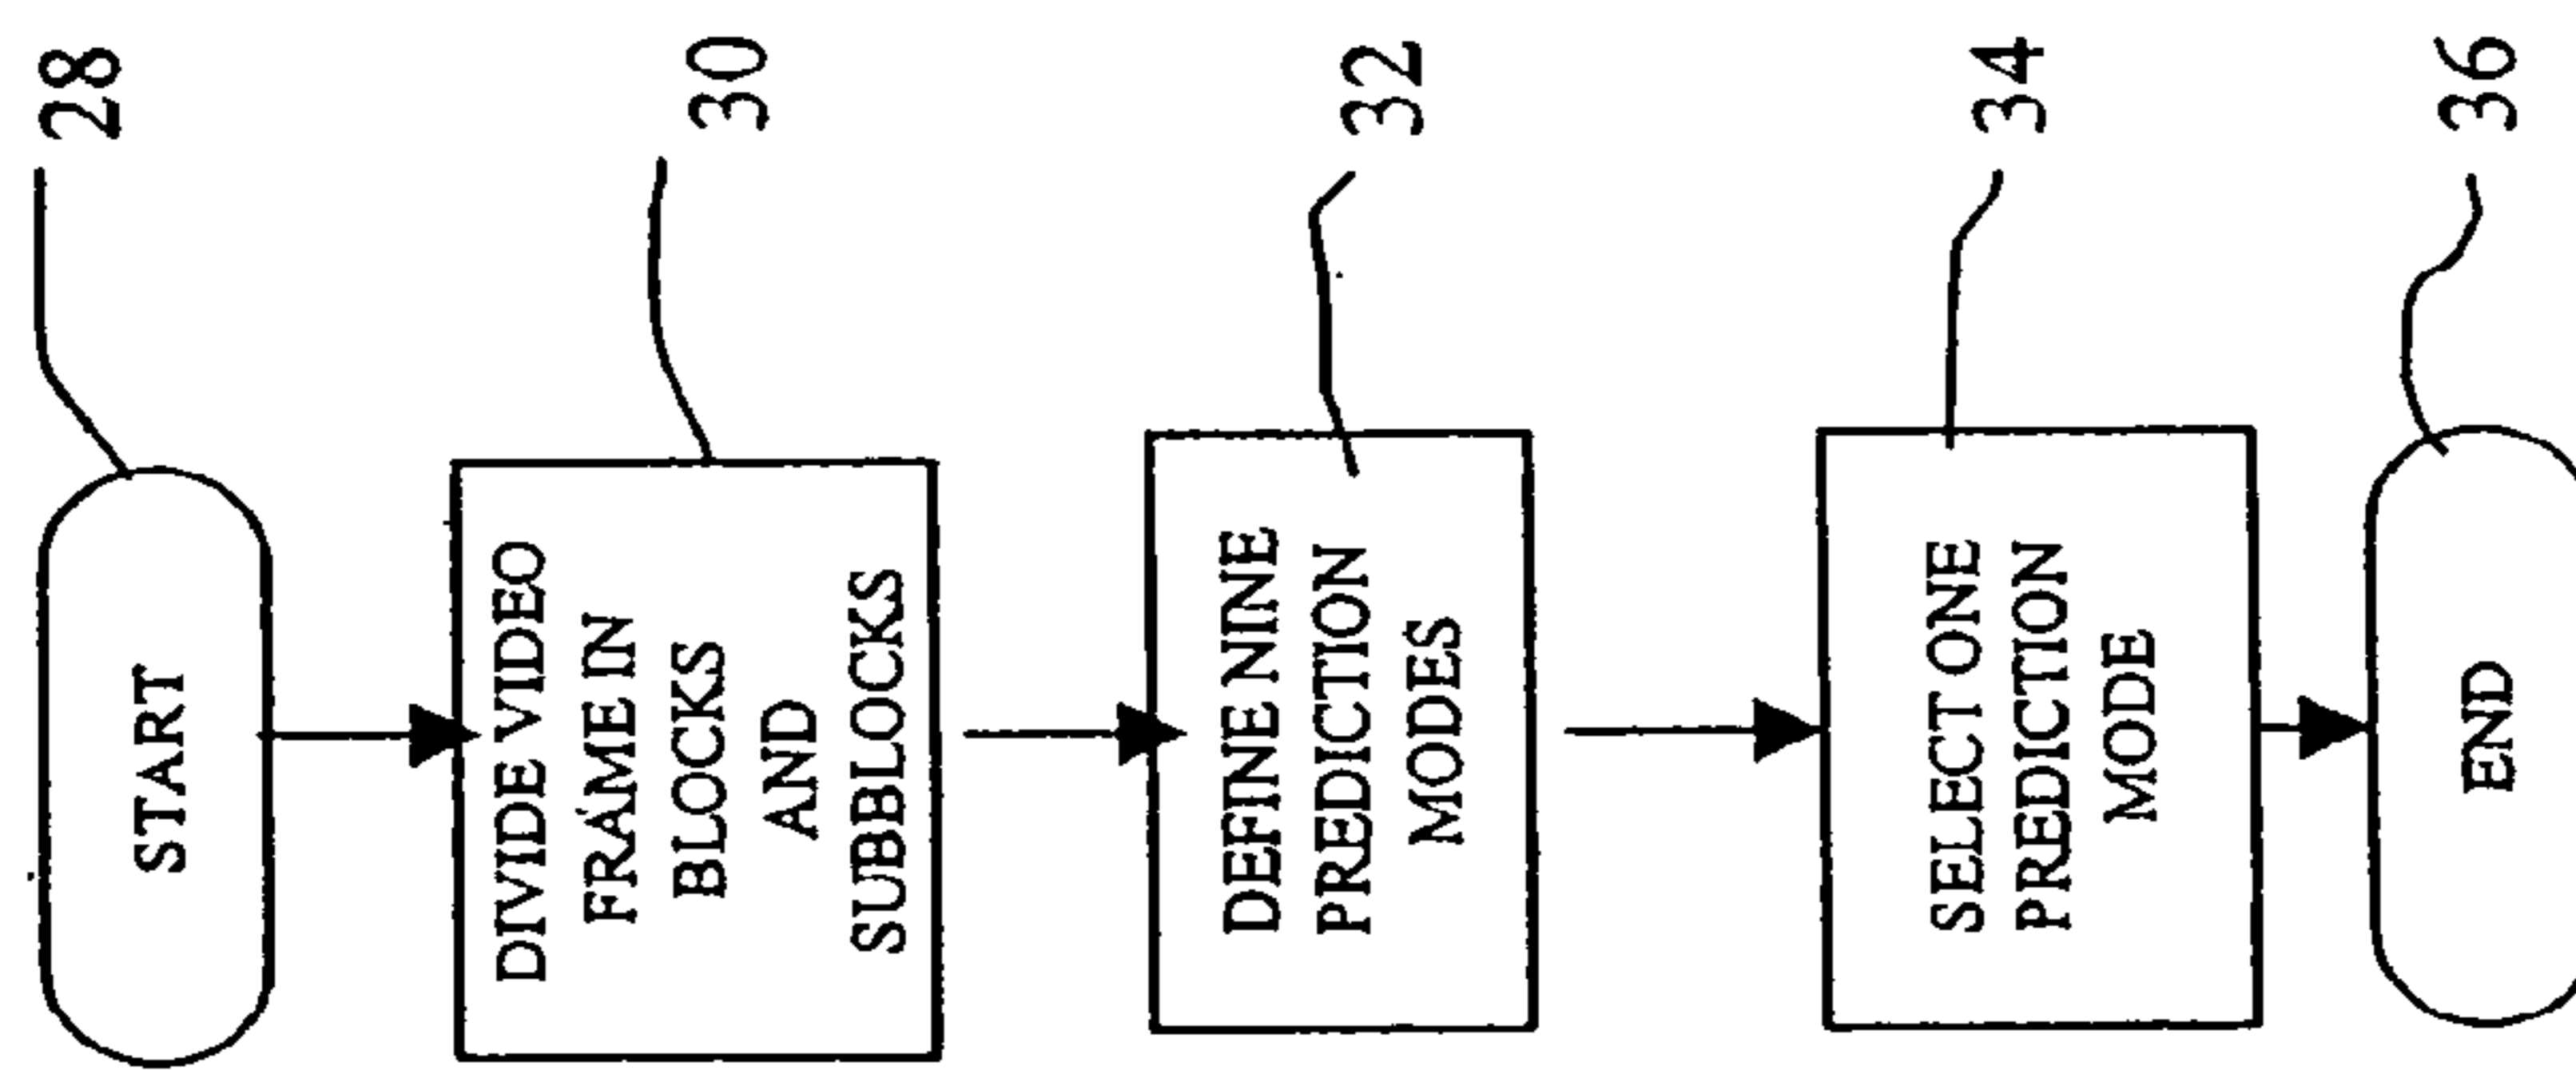 START
28
DIVIDE VIDEO
FRAME IN
BLOCKS
AND
SUBBLOCKS
30
DEFINE NINE
PREDICTION
MODES
32
SELECT ONE
PREDICTION
MODE
34
END
36